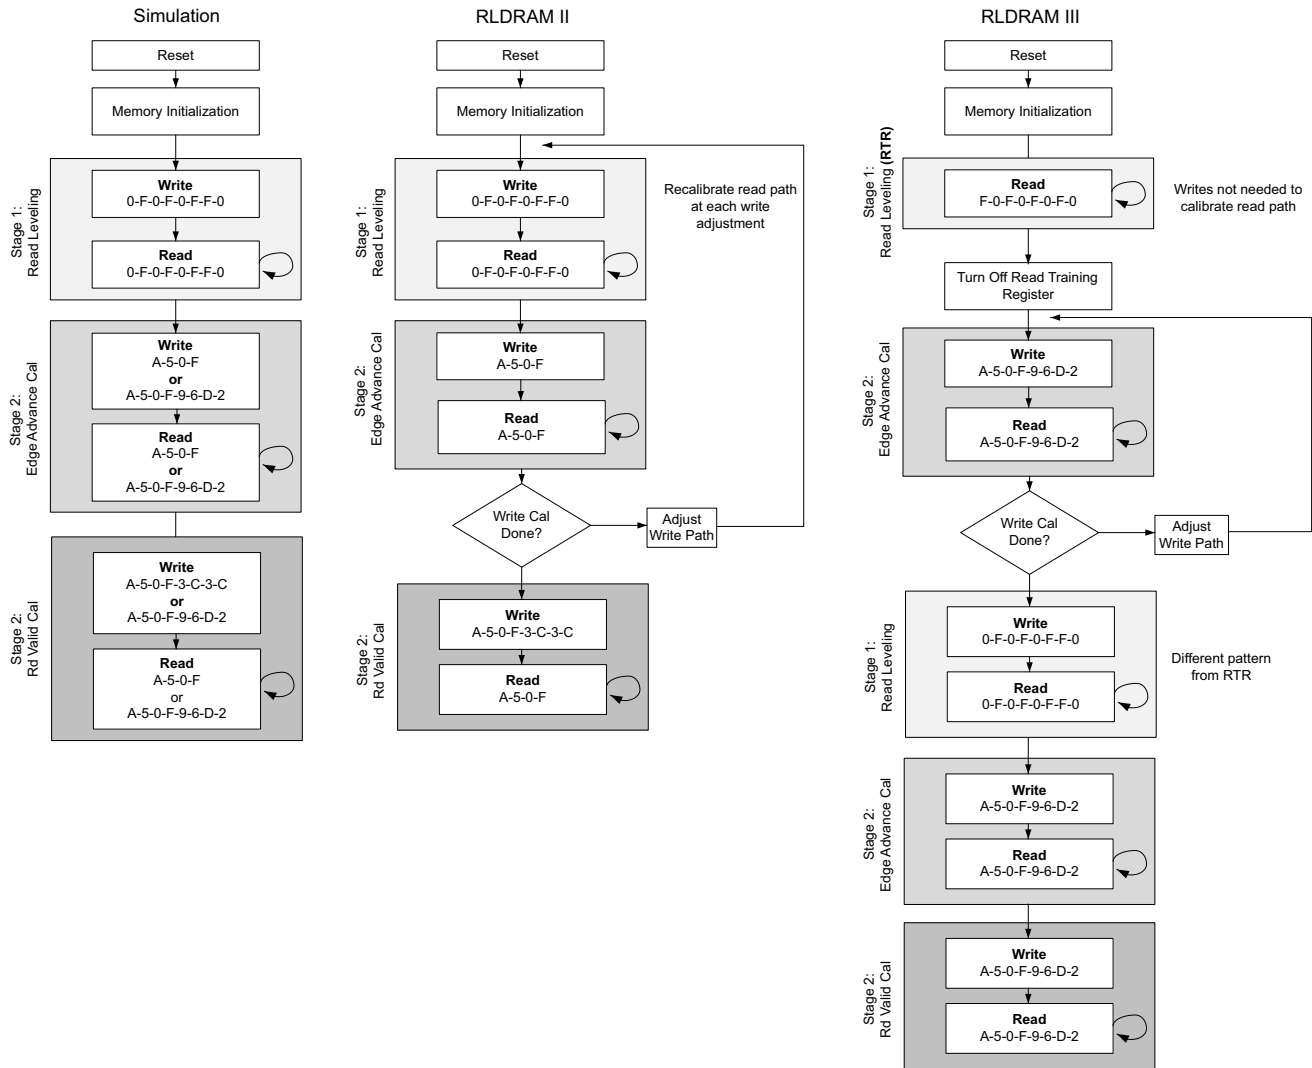 Simulation
Reset
Memory Initialization
Stage 1:
Read Leveling
Write
0-F-0-F-0-F-F-0
Read
0-F-0-F-0-F-F-0
Stage 2:
Edge Advance Cal
Write
A-5-0-F
or
A-5-0-F-9-6-D-2
Read
A-5-0-F
or
A-5-0-F-9-6-D-2
Stage 2:
Rd Valid Cal
Write
A-5-0-F-3-C-3-C
or
A-5-0-F-9-6-D-2
Read
A-5-0-F
or
A-5-0-F-9-6-D-2
RLDRAM II
Reset
Memory Initialization
Recalibrate read path
at each write
adjustment
Stage 1:
Read Leveling
Write
0-F-0-F-0-F-F-0
Read
0-F-0-F-0-F-F-0
Stage 2:
Edge Advance Cal
Write
A-5-0-F
Read
A-5-0-F
Write Cal
Done?
Adjust
Write Path
Stage 2:
Rd Valid Cal
Write
A-5-0-F-3-C-3-C
Read
A-5-0-F
RLDRAM III
Reset
Memory Initialization
Stage 1:
Read Leveling (RTR)
Read
F-0-F-0-F-0-F-0
Writes not needed to
calibrate read path
Turn Off Read Training
Register
Stage 2:
Edge Advance Cal
Write
A-5-0-F-9-6-D-2
Read
A-5-0-F-9-6-D-2
Write Cal
Done?
Adjust
Write Path
Stage 1:
Read Leveling
Write
0-F-0-F-0-F-F-0
Read
0-F-0-F-0-F-F-0
Different pattern
from RTR
Stage 2:
Edge Advance Cal
Write
A-5-0-F-9-6-D-2
Read
A-5-0-F-9-6-D-2
Stage 2:
Rd Valid Cal
Write
A-5-0-F-9-6-D-2
Read
A-5-0-F-9-6-D-2